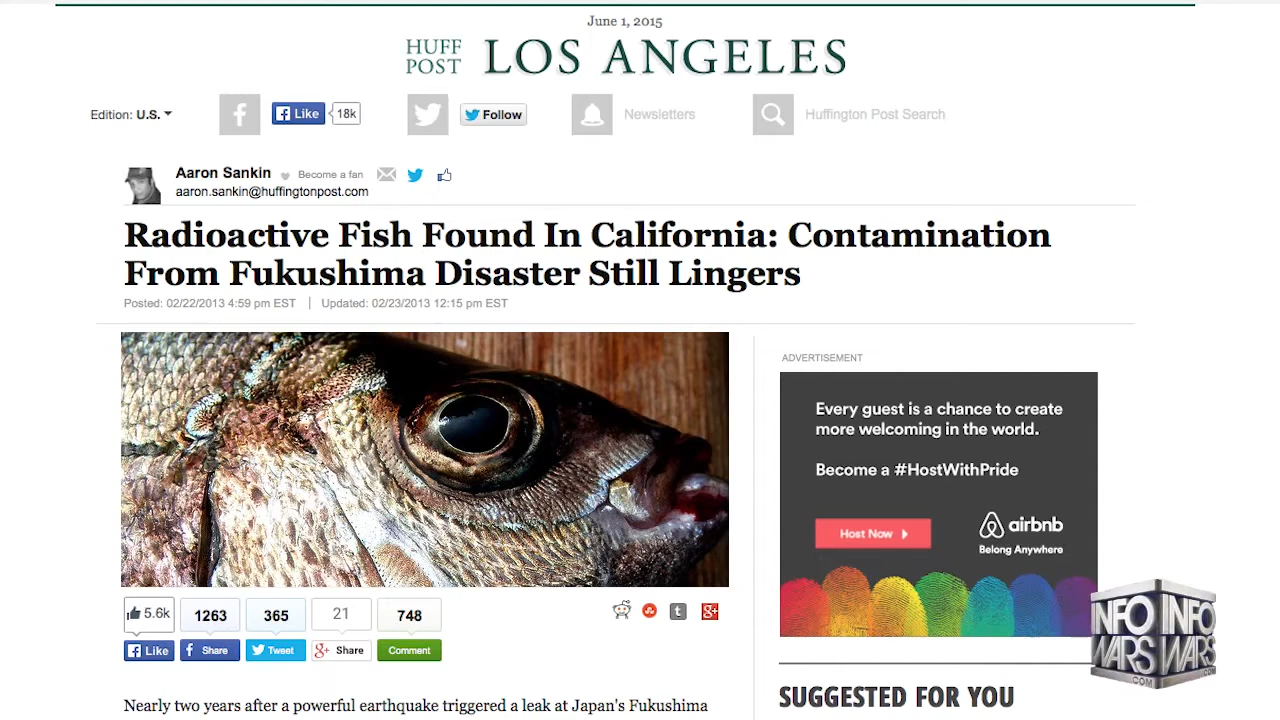 June 1, 2015
HUFF
POST
LOS ANGELES
Edition: U.S.
Like
18k
Follow
Newsletters
Huffington Post Search
Aaron Sankin
Become a fan
aaron.sankin@huffingtonpost.com
Radioactive Fish Found In California: Contamination
From Fukushima Disaster Still Lingers
Posted: 02/22/2013 4:59 pm EST | Updated: 02/23/2013 12:15 pm EST
ADVERTISEMENT
Every guest is a chance to create
more welcoming in the world.
Become a #HostWithPride
Host Now
airbnb
Belong Anywhere
5.6k
1263
365
21
748
Like
Share
Tweet
Share
Comment
INFO
WARS
.COM
INFO
WARS
.COM
SUGGESTED FOR YOU
Nearly two years after a powerful earthquake triggered a leak at Japan's Fukushima